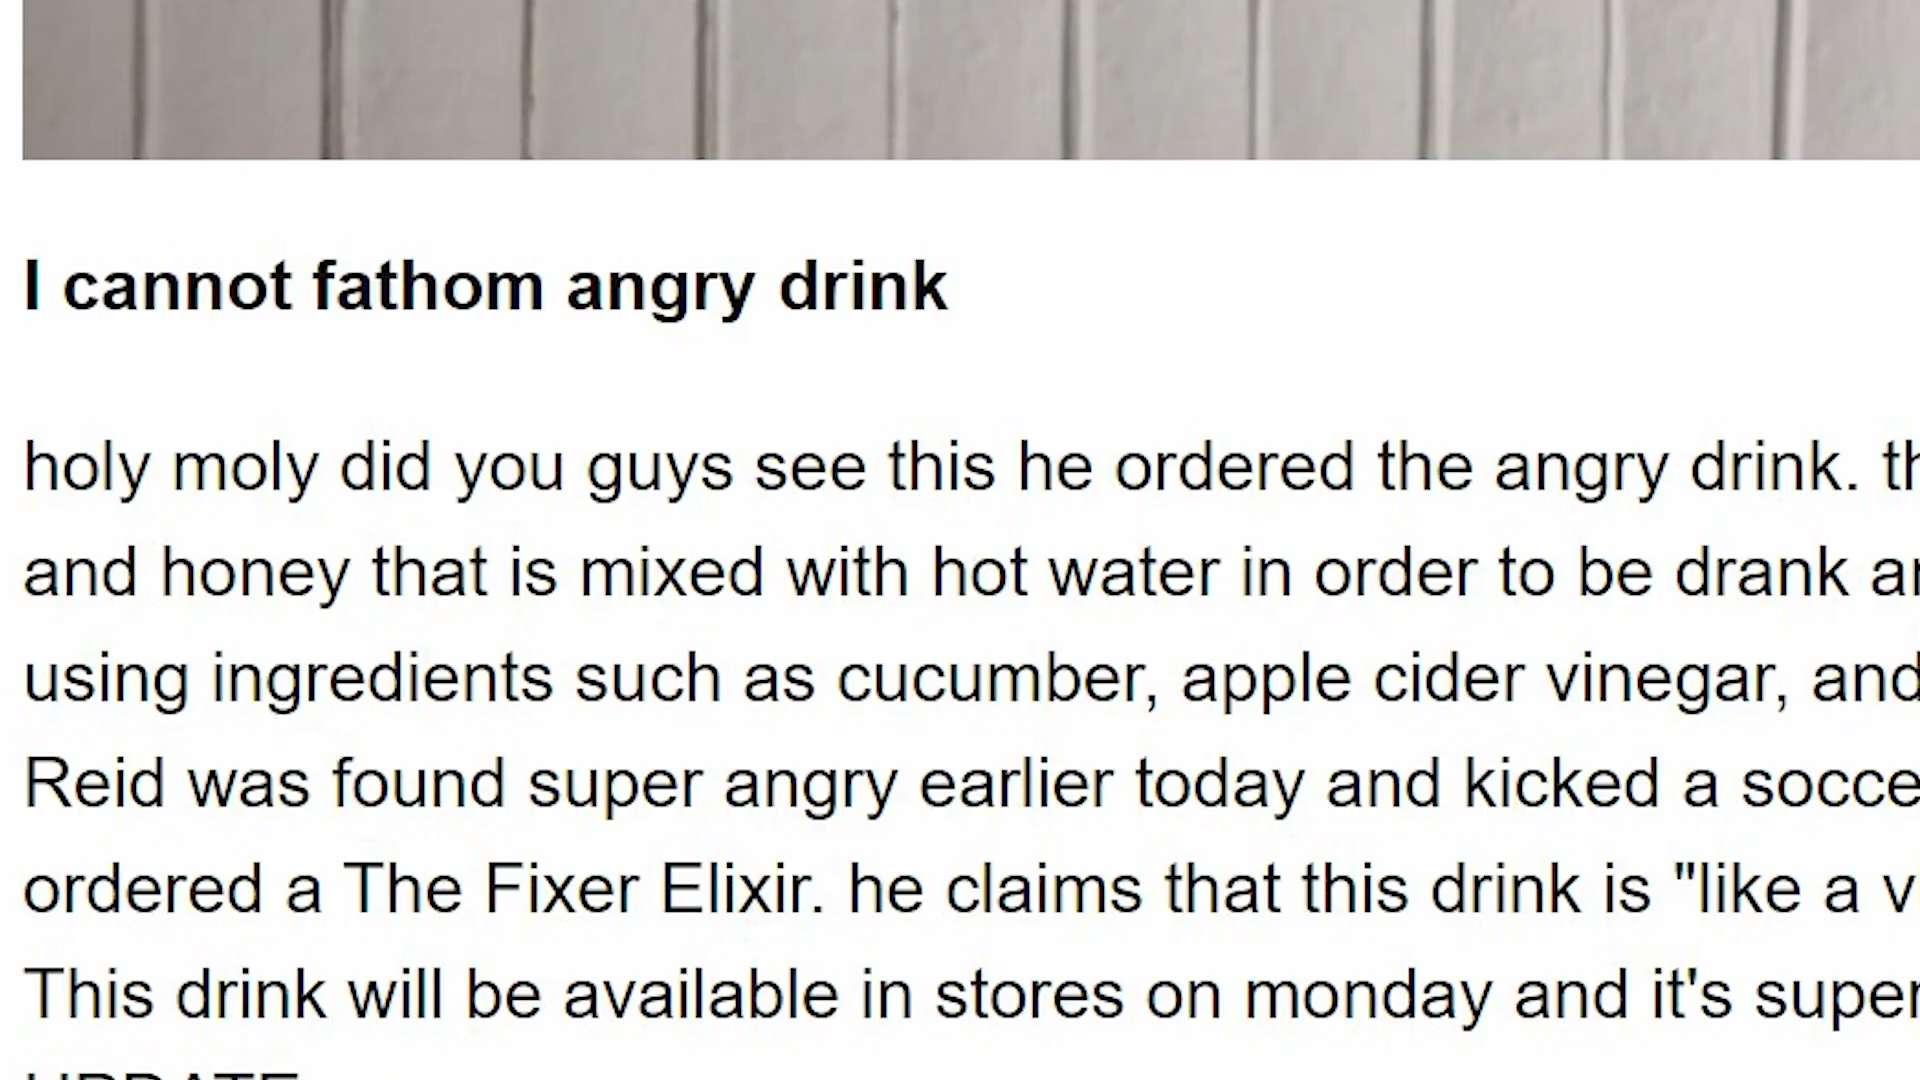 I cannot fathom angry drink
holy moly did you guys see this he ordered the angry drink.
and honey that is mixed with hot water in order to be drank
using ingredients such as cucumber, apple cider vinegar, and
Reid was found super angry earlier today and kicked a
ordered a The Fixer Elixir. he claims that this drink is "like a
This drink will be available in stores on monday and it's super
UPDATE